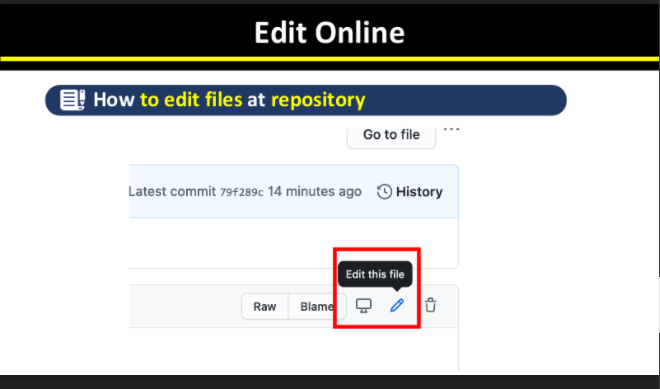 Edit Online
How to edit files at repository
Go to file
Latest commit 79f289c 14 minutes ago History
Edit this file
Raw Blame